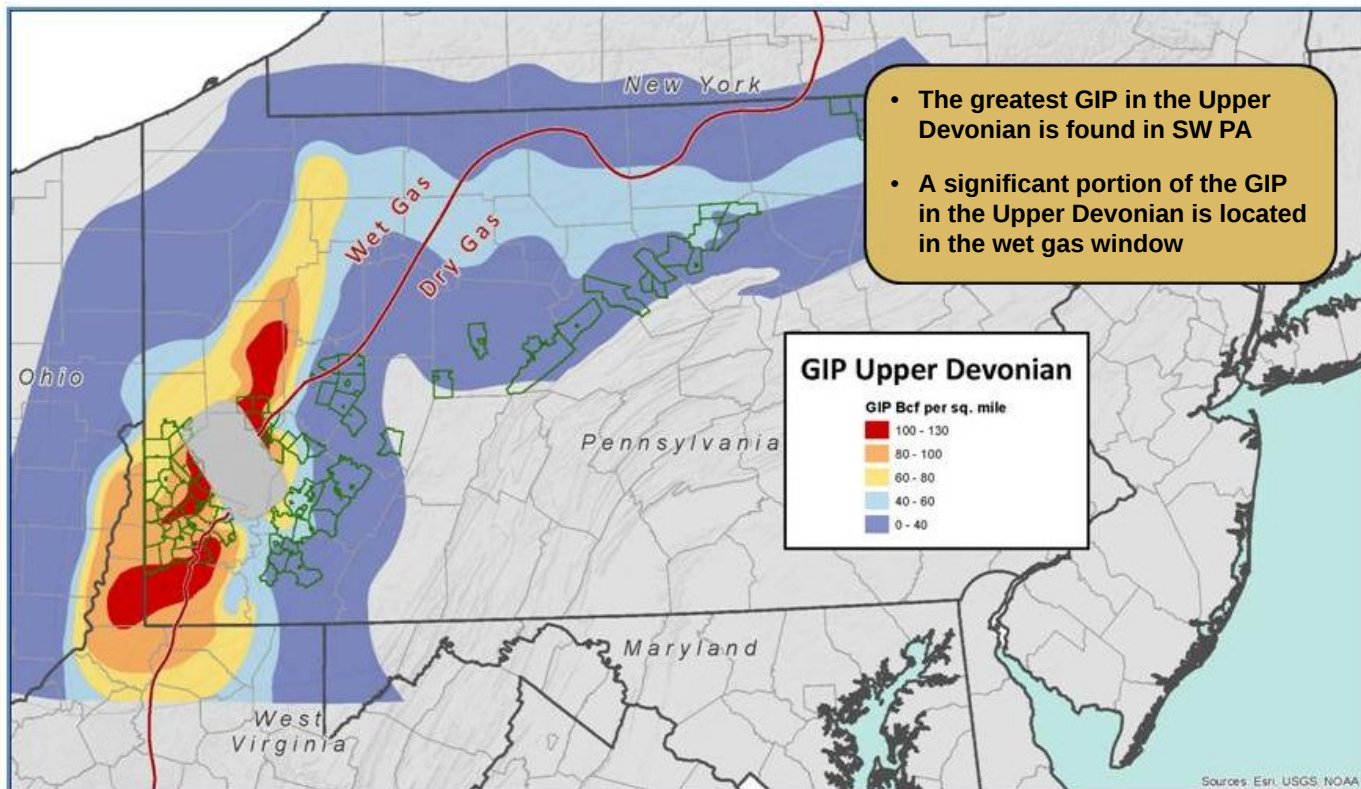 New York
• The greatest GIP in the Upper
Devonian is found in SW PA
• A significant portion of the GIP
in the Upper Devonian is located
in the wet gas window
Wet Gas
Dry Gas
Ohio
GIP Upper Devonian
GIP Bcf per sq. mile
100 - 130
80 - 100
60 - 80
40 - 60
0 - 40
Pennsylvania
Maryland
West
Virginia
Sources: Esri, USGS, NOAA